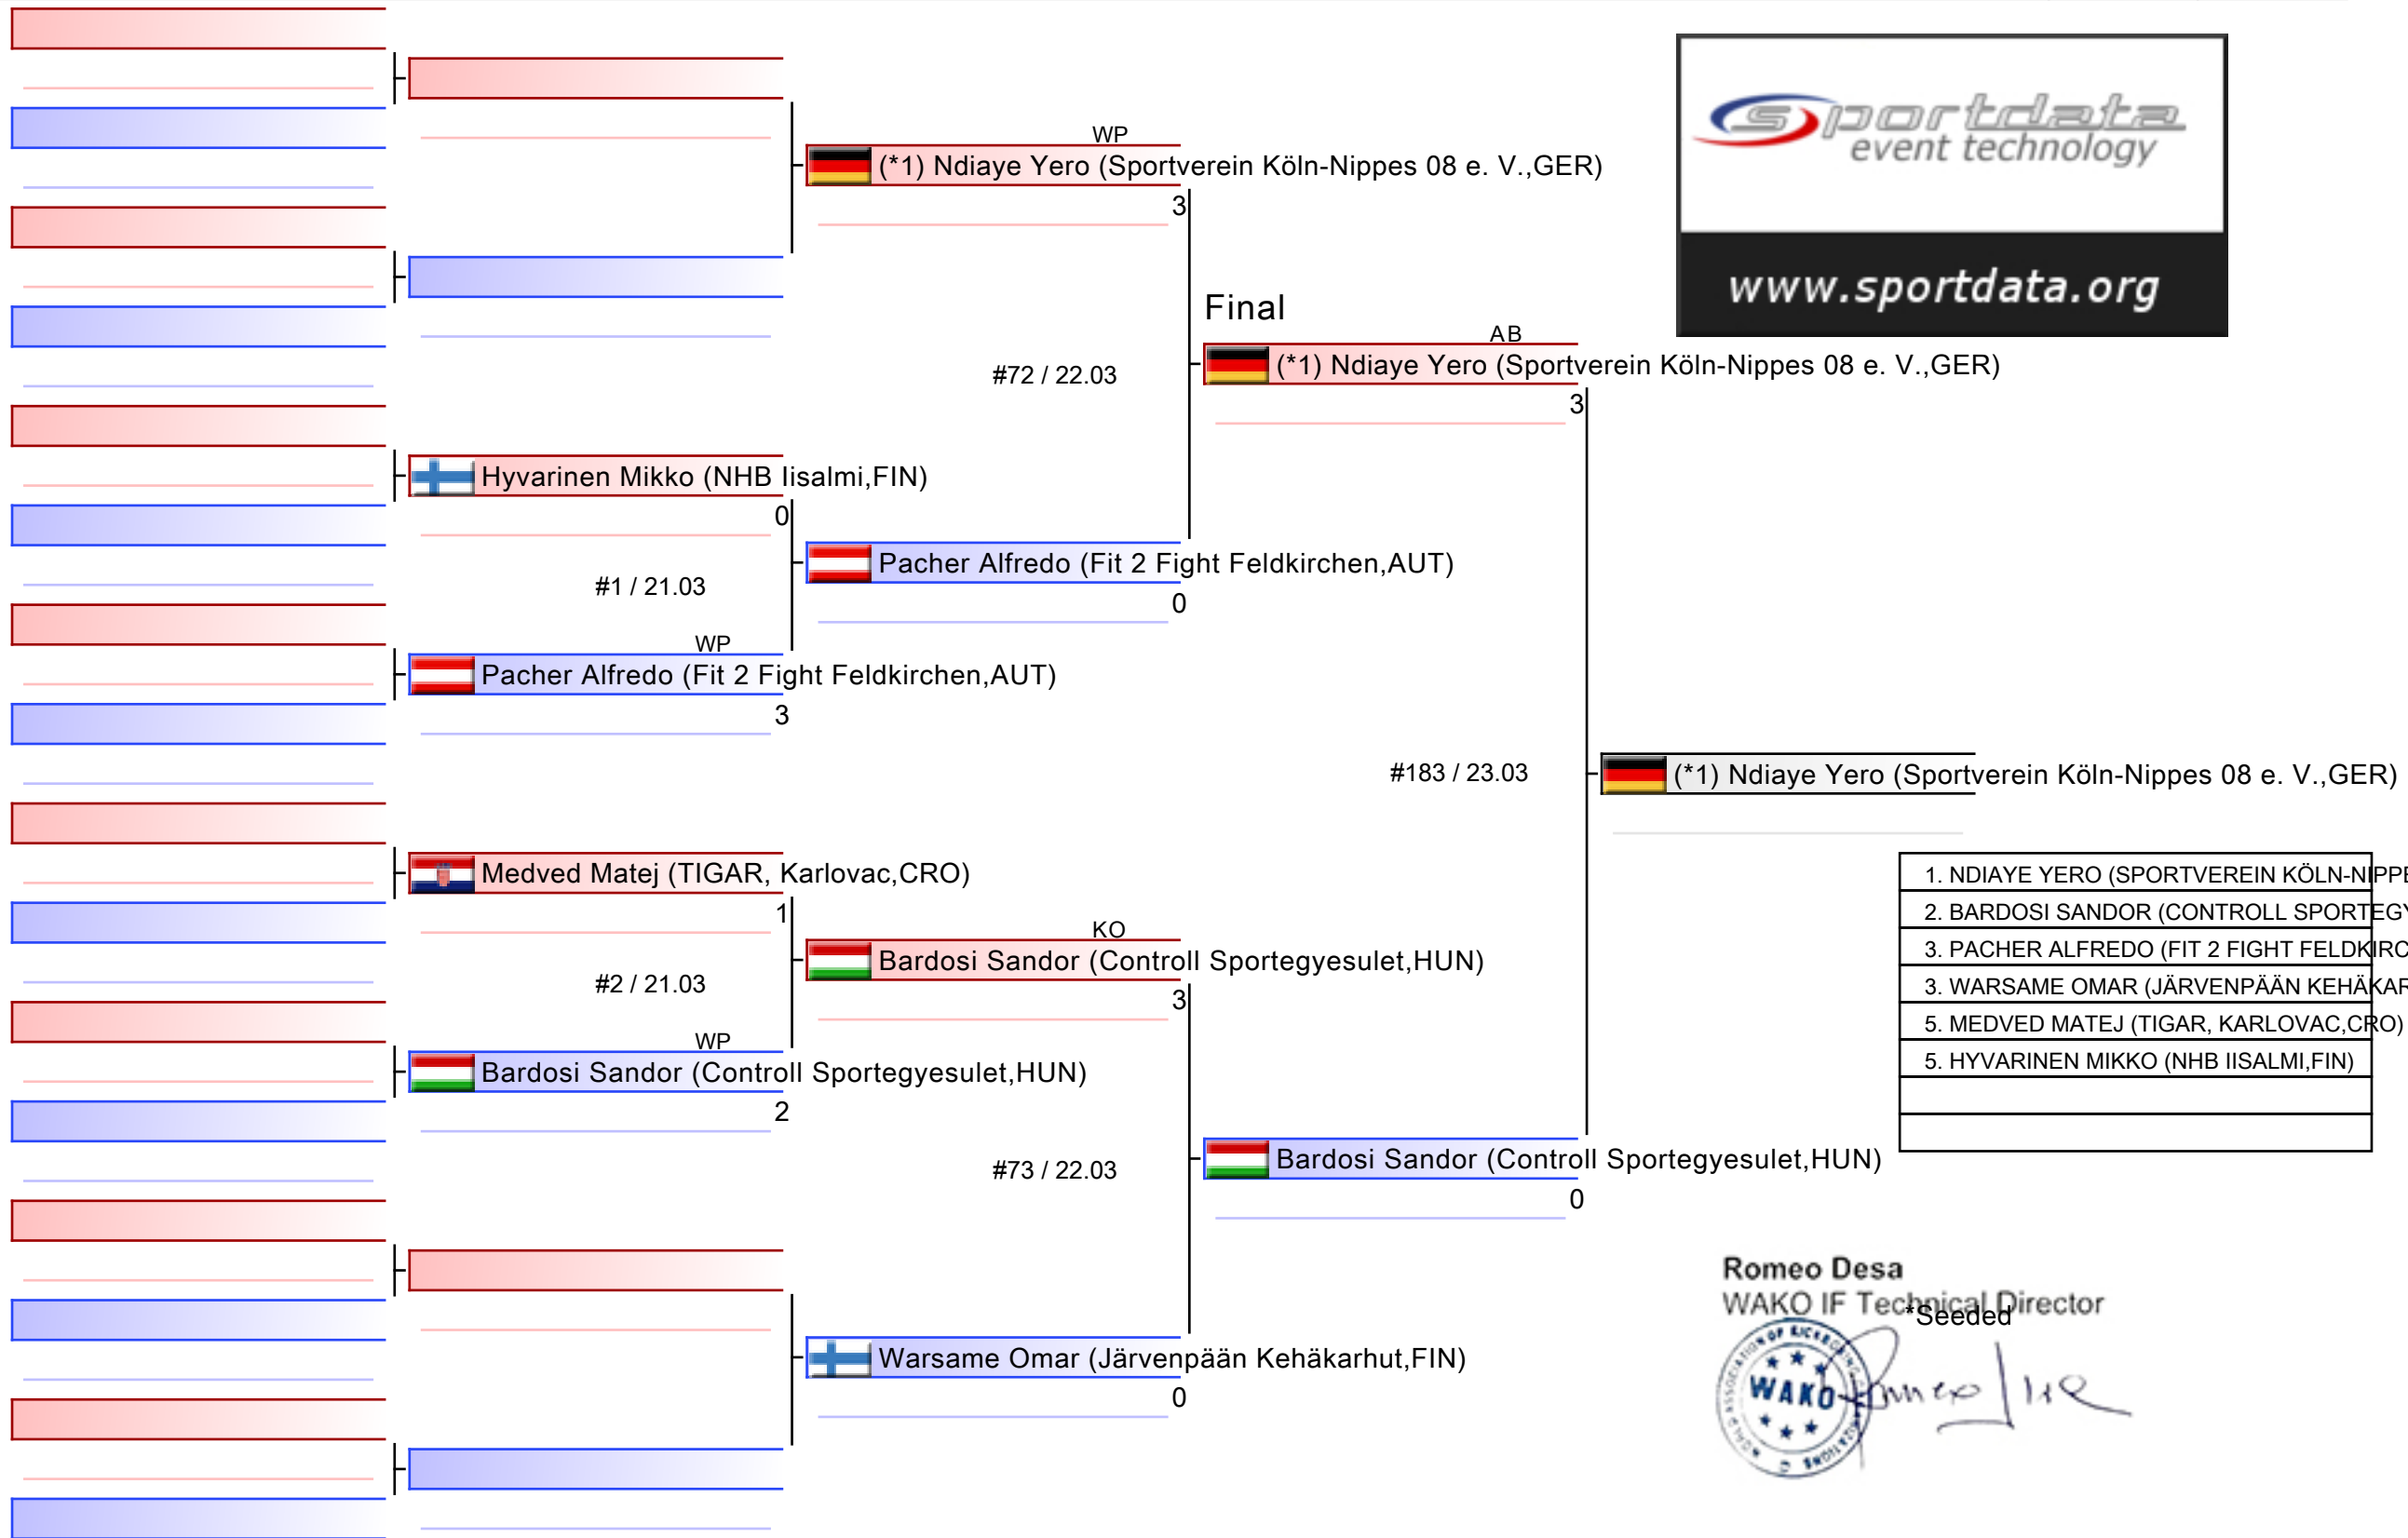 sportdata
event technology
www.sportdata.org
WP
(*1) Ndiaye Yero (Sportverein Köln-Nippes 08 e. V.,GER)
3
Final
AB
#72 / 22.03
(*1) Ndiaye Yero (Sportverein Köln-Nippes 08 e. V.,GER)
3
Hyvarinen Mikko (NHB Iisalmi,FIN)
0
Pacher Alfredo (Fit 2 Fight Feldkirchen,AUT)
#1 / 21.03
0
WP
Pacher Alfredo (Fit 2 Fight Feldkirchen,AUT)
3
#183 / 23.03
(*1) Ndiaye Yero (Sportverein Köln-Nippes 08 e. V.,GER)
Medved Matej (TIGAR, Karlovac,CRO)
1
KO
Bardosi Sandor (Controll Sportegyesulet,HUN)
#2 / 21.03
3
WP
Bardosi Sandor (Controll Sportegyesulet,HUN)
2
1. NDIAYE YERO (SPORTVEREIN KÖLN-NIPPE
2. BARDOSI SANDOR (CONTROLL SPORTEGY
3. PACHER ALFREDO (FIT 2 FIGHT FELDKIRC
3. WARSAME OMAR (JÄRVENPÄÄN KEHÄKAR
5. MEDVED MATEJ (TIGAR, KARLOVAC,CRO)
5. HYVARINEN MIKKO (NHB IISALMI,FIN)
#73 / 22.03
Bardosi Sandor (Controll Sportegyesulet,HUN)
0
Warsame Omar (Järvenpään Kehäkarhut,FIN)
0
Romeo Desa
WAKO IF Technical Director
*Seeded
WAKO